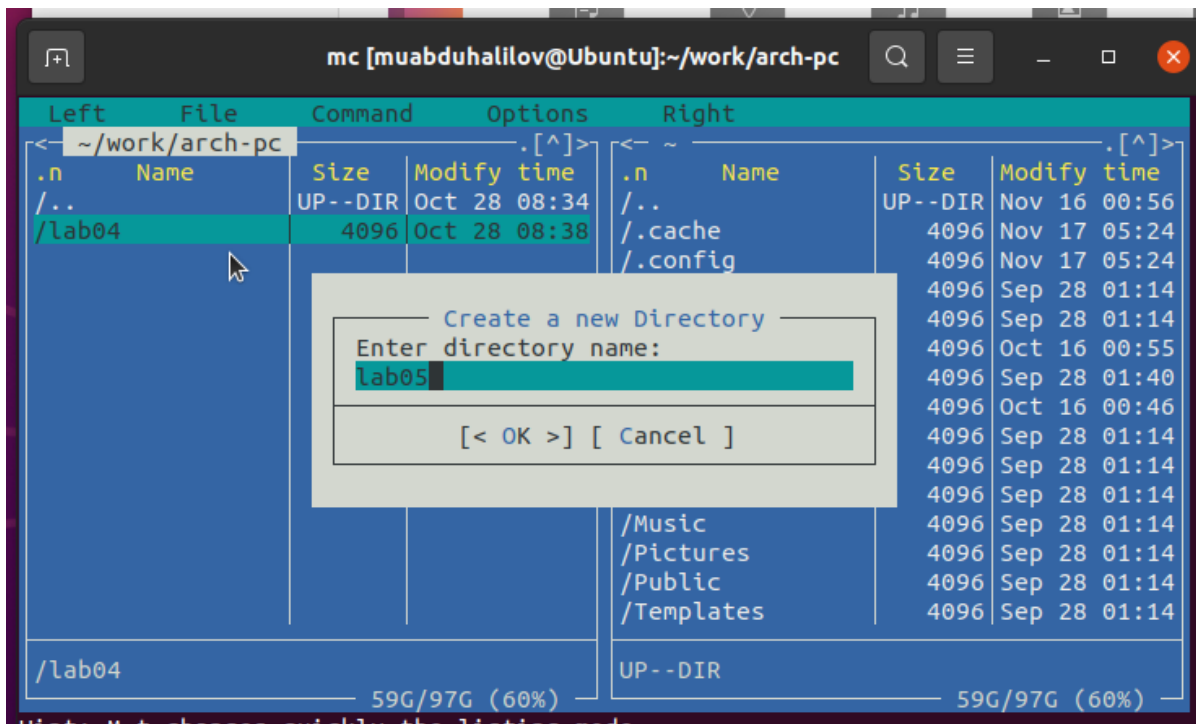 mc [muabduhalilov@Ubuntu]:~/work/arch-pc
Left File Command Options Right
<- ~/work/arch-pc .[^]>
.n Name Size Modify time
/.. UP--DIR Oct 28 08:34
/lab04 4096 Oct 28 08:38
/lab04
59G/97G (60%)
<- ~ .[^]>
.n Name Size Modify time
/.. UP--DIR Nov 16 00:56
/.cache 4096 Nov 17 05:24
/.config 4096 Nov 17 05:24
4096 Sep 28 01:14
4096 Sep 28 01:14
4096 Oct 16 00:55
4096 Sep 28 01:40
4096 Oct 16 00:46
4096 Sep 28 01:14
4096 Sep 28 01:14
4096 Sep 28 01:14
/Music 4096 Sep 28 01:14
/Pictures 4096 Sep 28 01:14
/Public 4096 Sep 28 01:14
/Templates 4096 Sep 28 01:14
UP--DIR
59G/97G (60%)
Create a new Directory
Enter directory name:
lab05
[< OK >] [ Cancel ]